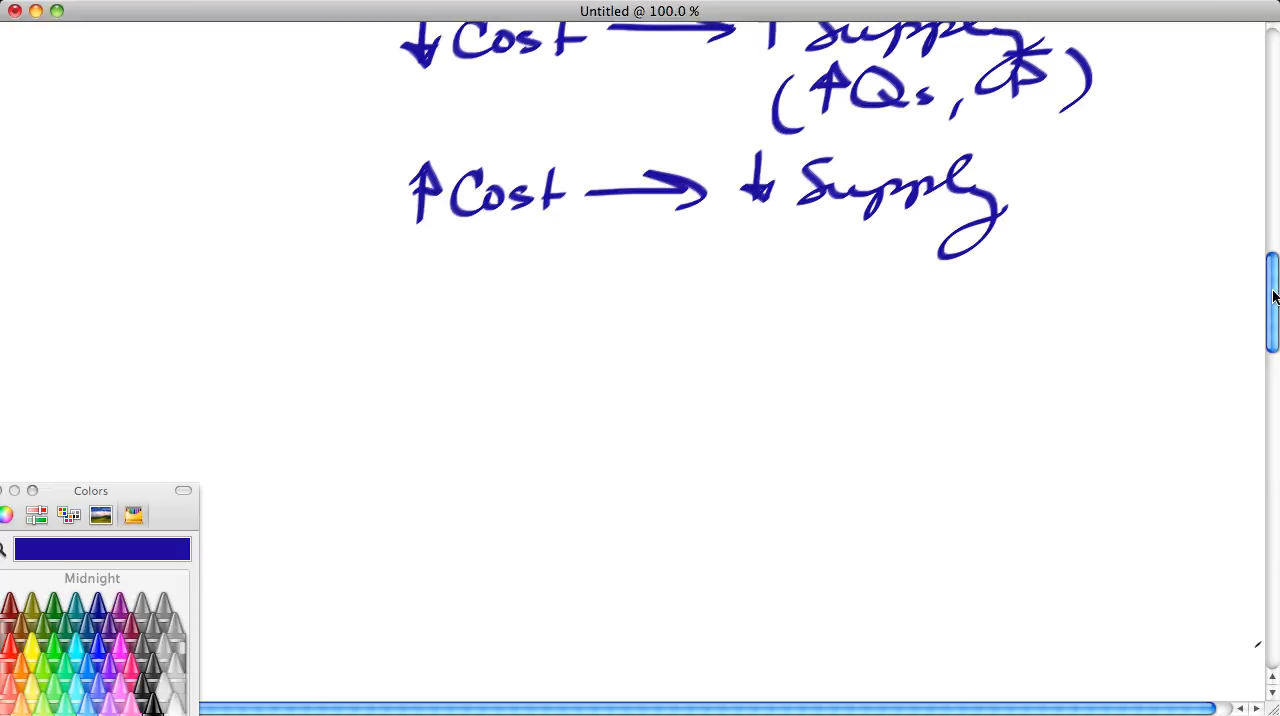 Untitled @ 100.0 %
↓ Cost → ↑ Supply
(↑Qs, ↑P)
↑ Cost → ↓ Supply
Colors
Midnight